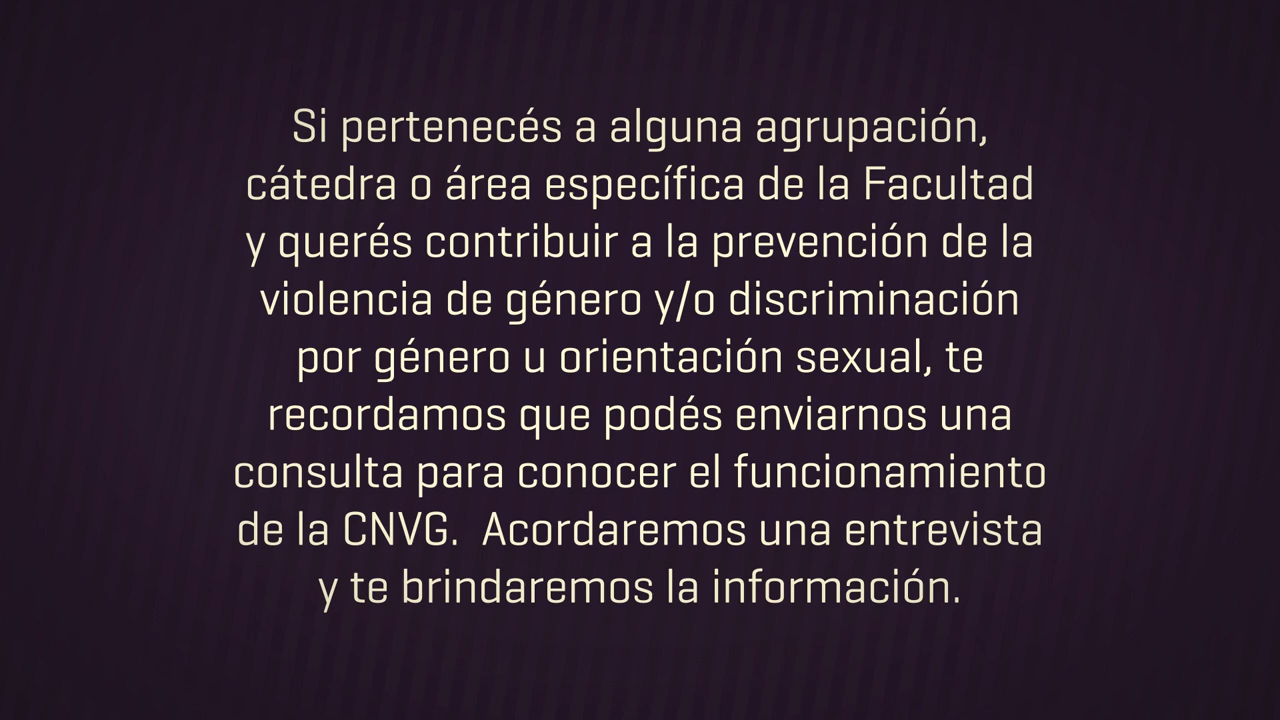 Si pertenecés a alguna agrupación,
cátedra o área específica de la Facultad
y querés contribuir a la prevención de la
violencia de género y/o discriminación
por género u orientación sexual, te
recordamos que podés enviarnos una
consulta para conocer el funcionamiento
de la CNVG.  Acordaremos una entrevista
y te brindaremos la información.